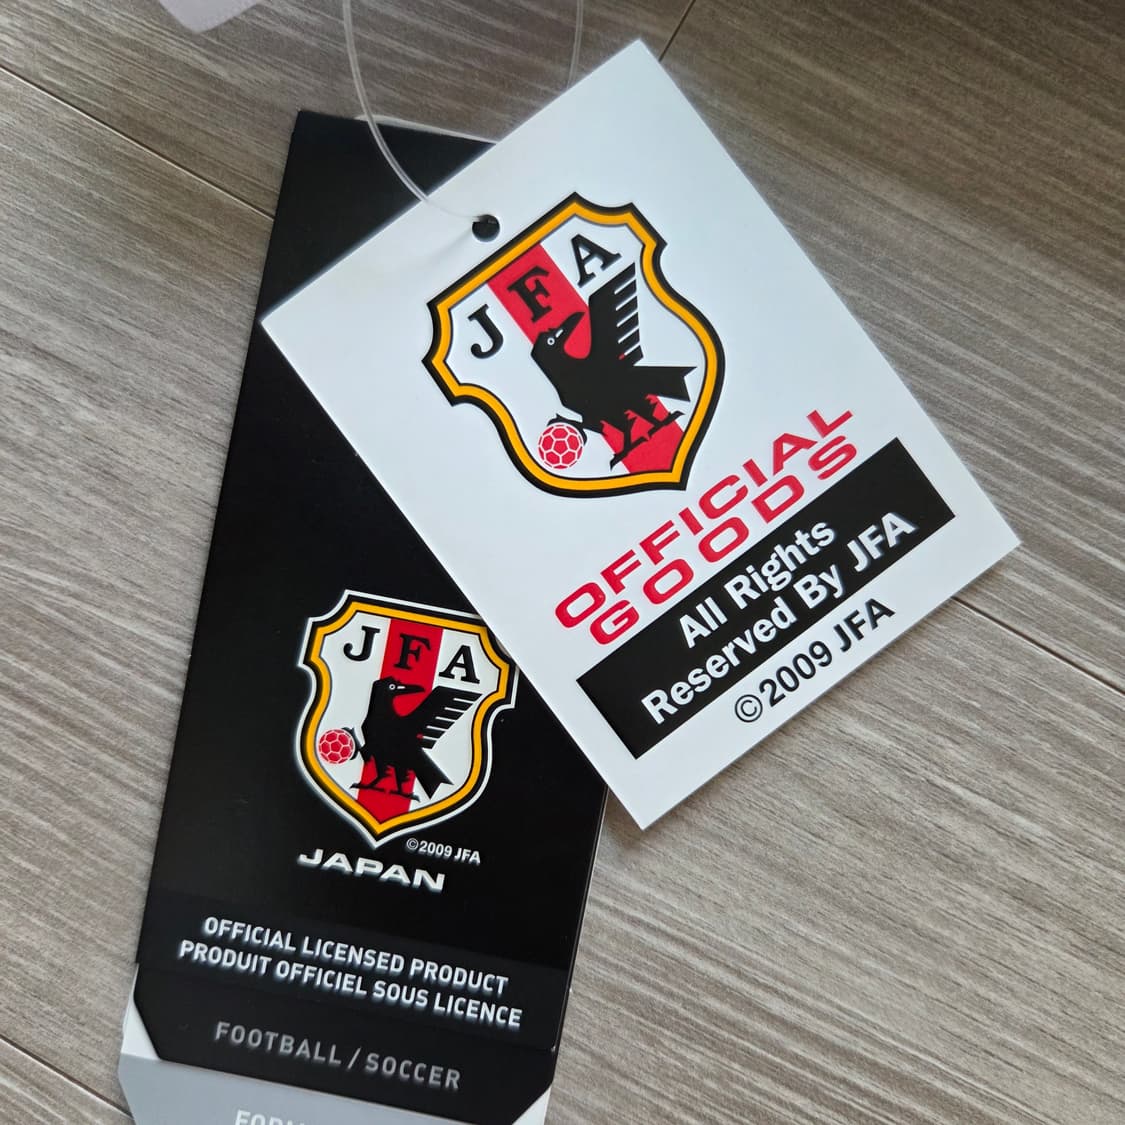 JFA
OFFICIAL
GOODS
All Rights
Reserved By JFA
©2009 JFA
JFA
©2009 JFA
JAPAN
OFFICIAL LICENSED PRODUCT
PRODUIT OFFICIEL SOUS LICENCE
FOOTBALL / SOCCER